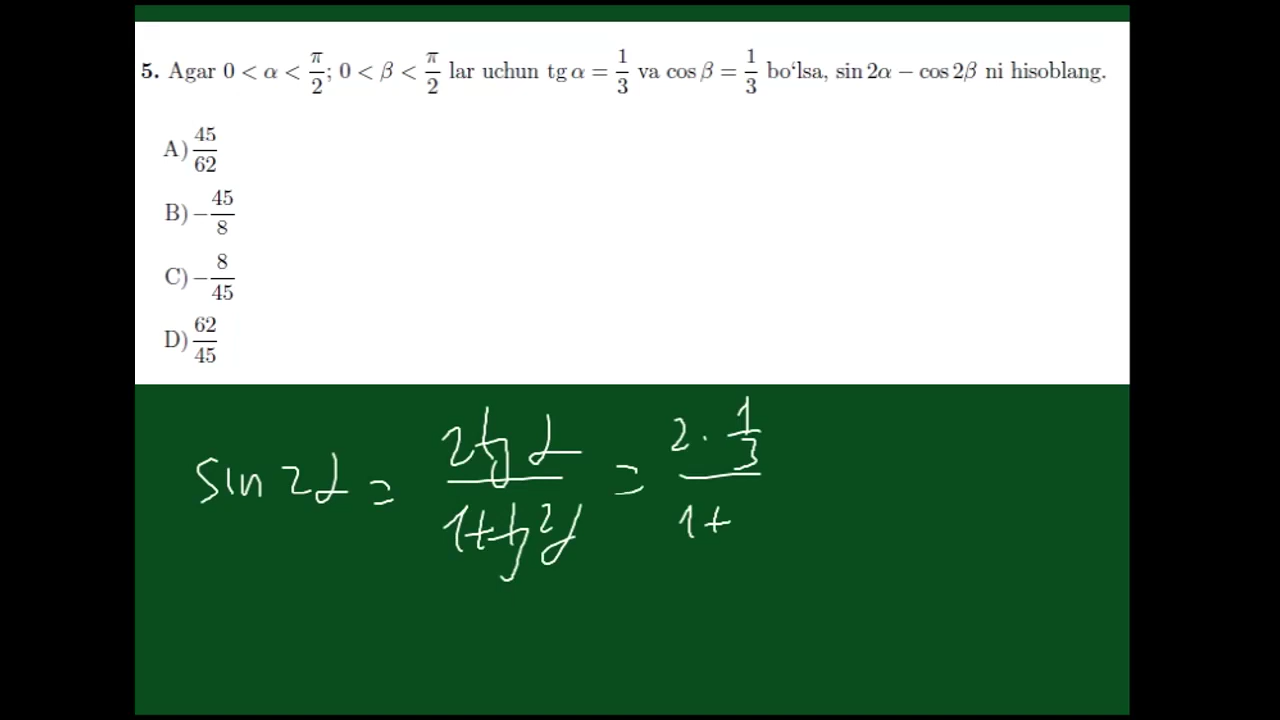 5. Agar 0 < α < π/2; 0 < β < π/2 lar uchun tg α = 1/3 va cos β = 1/3 bo‘lsa, sin 2α − cos 2β ni hisoblang.
A) 45/62
B) −45/8
C) −8/45
D) 62/45
sin 2α = 2tg α / 1+tg²α = 2 · 1/3 / 1+